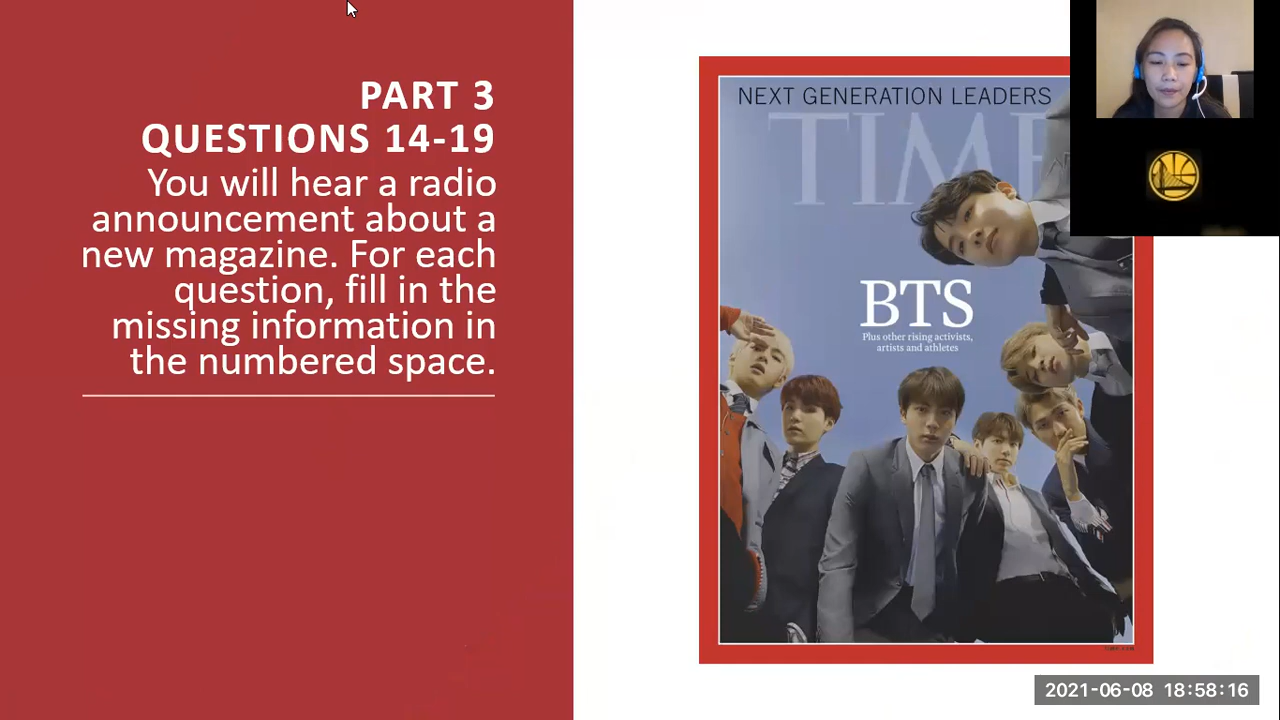 PART 3
QUESTIONS 14-19
You will hear a radio
announcement about a
new magazine. For each
question, fill in the
missing information in
the numbered space.
NEXT GENERATION LEADERS
TIME
BTS
Plus other rising activists,
artists and athletes
2021-06-08 18:58:16